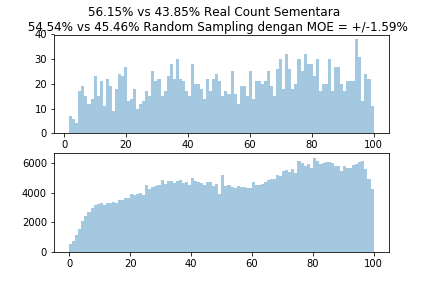 56.15% vs 43.85% Real Count Sementara
54.54% vs 45.46% Random Sampling dengan MOE = +/-1.59%
40
30
20
10
0
0 20 40 60 80 100
6000
4000
2000
0
0 20 40 60 80 100